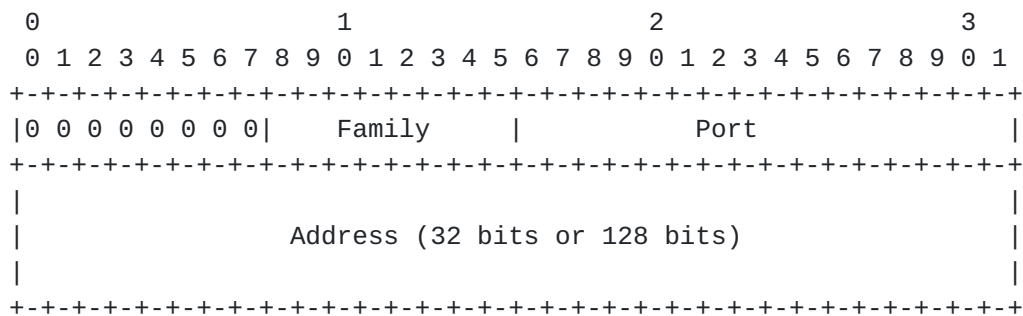 0                   1                   2                   3
 0 1 2 3 4 5 6 7 8 9 0 1 2 3 4 5 6 7 8 9 0 1 2 3 4 5 6 7 8 9 0 1
+-+-+-+-+-+-+-+-+-+-+-+-+-+-+-+-+-+-+-+-+-+-+-+-+-+-+-+-+-+-+-+-+
|0 0 0 0 0 0 0 0|    Family     |           Port                |
+-+-+-+-+-+-+-+-+-+-+-+-+-+-+-+-+-+-+-+-+-+-+-+-+-+-+-+-+-+-+-+-+
|                                                               |
|                 Address (32 bits or 128 bits)                 |
|                                                               |
+-+-+-+-+-+-+-+-+-+-+-+-+-+-+-+-+-+-+-+-+-+-+-+-+-+-+-+-+-+-+-+-+